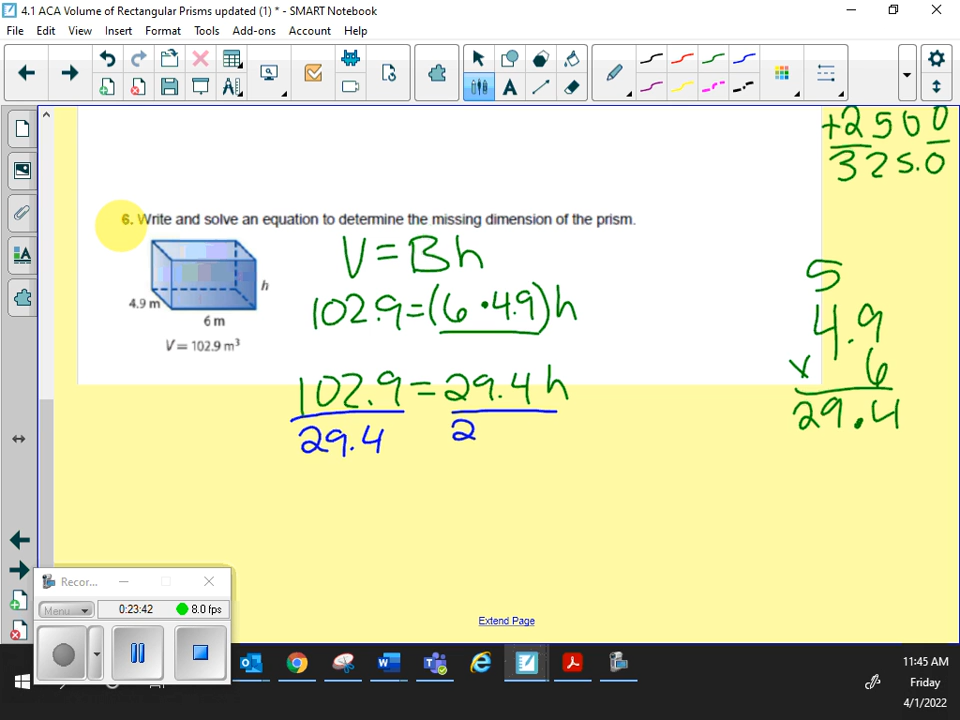 4.1 ACA Volume of Rectangular Prisms updated (1) * - SMART Notebook
File Edit View Insert Format Tools Add-ons Account Help
+2500
325.0
6. Write and solve an equation to determine the missing dimension of the prism.
V = Bh
h
4.9 m
6 m
V = 102.9 m³
102.9 = (6 · 4.9) h
102.9 = 29.4 h
29.4 2
5
4.9
x 6
29.4
Extend Page
Recor...
Menu
0:23:42
8.0 fps
11:45 AM
Friday
4/1/2022